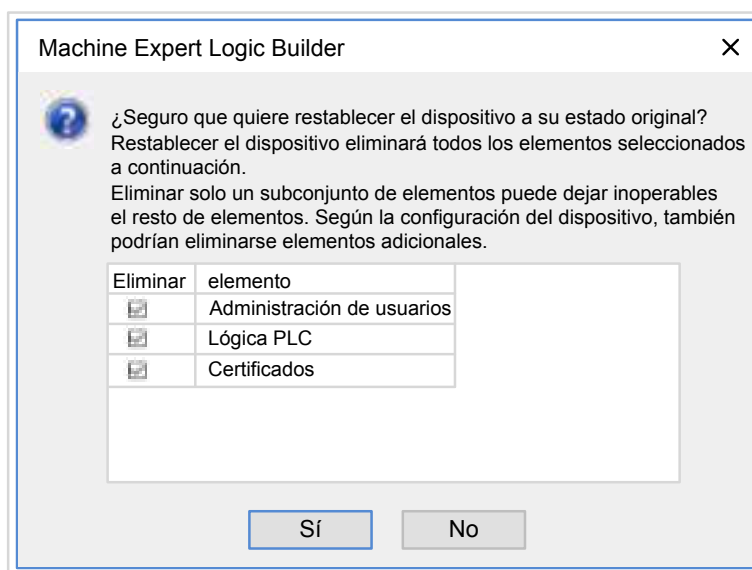 Machine Expert Logic Builder
¿Seguro que quiere restablecer el dispositivo a su estado original?
Restablecer el dispositivo eliminará todos los elementos seleccionados
a continuación.
Eliminar solo un subconjunto de elementos puede dejar inoperables
el resto de elementos. Según la configuración del dispositivo, también
podrían eliminarse elementos adicionales.
Eliminar elemento
Administración de usuarios
Lógica PLC
Certificados
Sí No